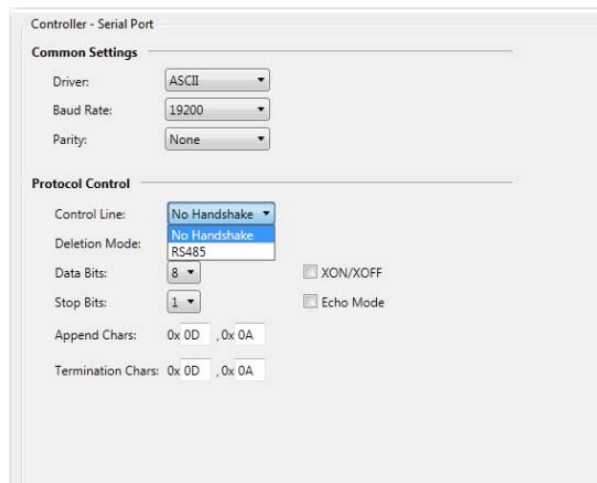 Controller - Serial Port
Common Settings
Driver: ASCII
Baud Rate: 19200
Parity: None
Protocol Control
Control Line: No Handshake
No Handshake
Deletion Mode:
RS485
Data Bits: 8 XON/XOFF
Stop Bits: 1 Echo Mode
Append Chars: 0x 0D , 0x 0A
Termination Chars: 0x 0D , 0x 0A